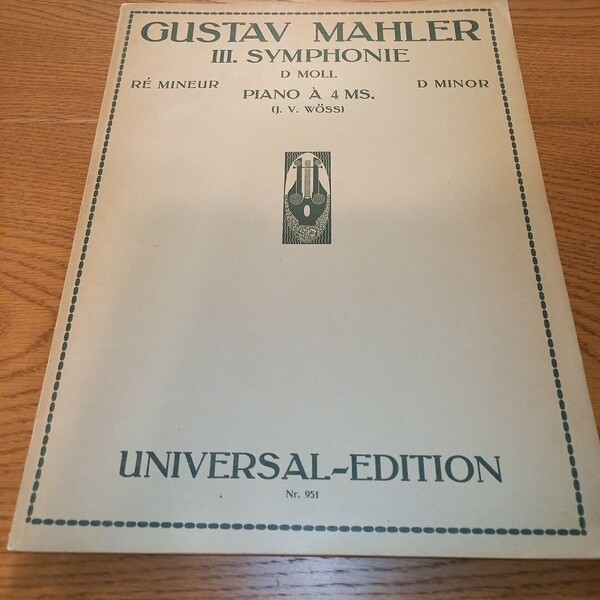 GUSTAV MAHLER
III. SYMPHONIE
D MOLL
RÉ MINEUR
D MINOR
PIANO À 4 MS.
(J. V. WÖSS)
UNIVERSAL-EDITION
Nr. 951